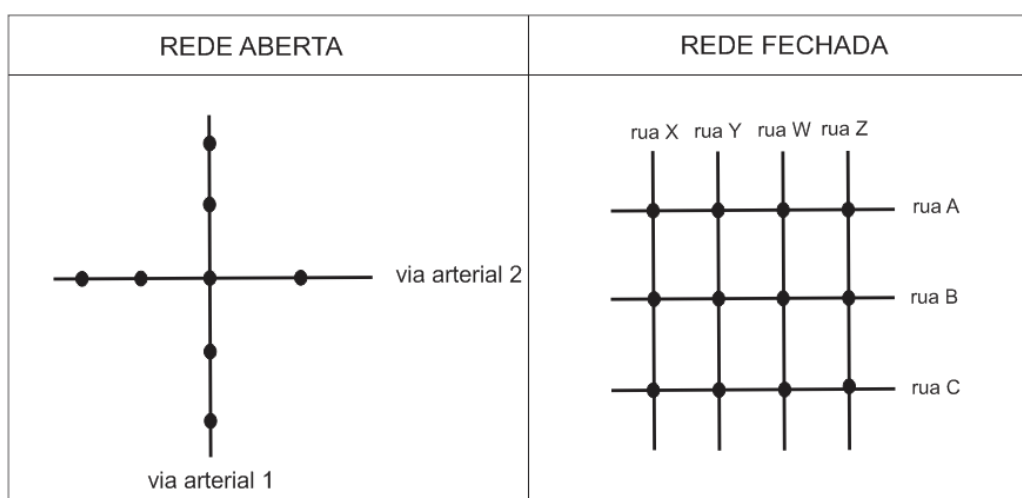 REDE ABERTA
REDE FECHADA
via arterial 2
via arterial 1
rua X rua Y rua W rua Z
rua A
rua B
rua C